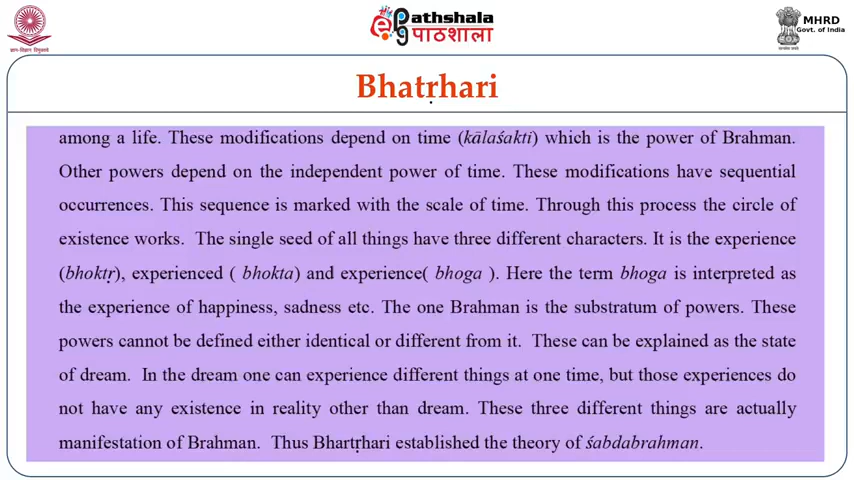 ePathshala
पाठशाला
MHRD
Govt. of India
Bhatṛhari
among a life. These modifications depend on time (kālaśakti) which is the power of Brahman.
Other powers depend on the independent power of time. These modifications have sequential
occurrences. This sequence is marked with the scale of time. Through this process the circle of
existence works. The single seed of all things have three different characters. It is the experience
(bhoktṛ), experienced ( bhokta) and experience( bhoga ). Here the term bhoga is interpreted as
the experience of happiness, sadness etc. The one Brahman is the substratum of powers. These
powers cannot be defined either identical or different from it. These can be explained as the state
of dream. In the dream one can experience different things at one time, but those experiences do
not have any existence in reality other than dream. These three different things are actually
manifestation of Brahman. Thus Bhartṛhari established the theory of śabdabrahman.